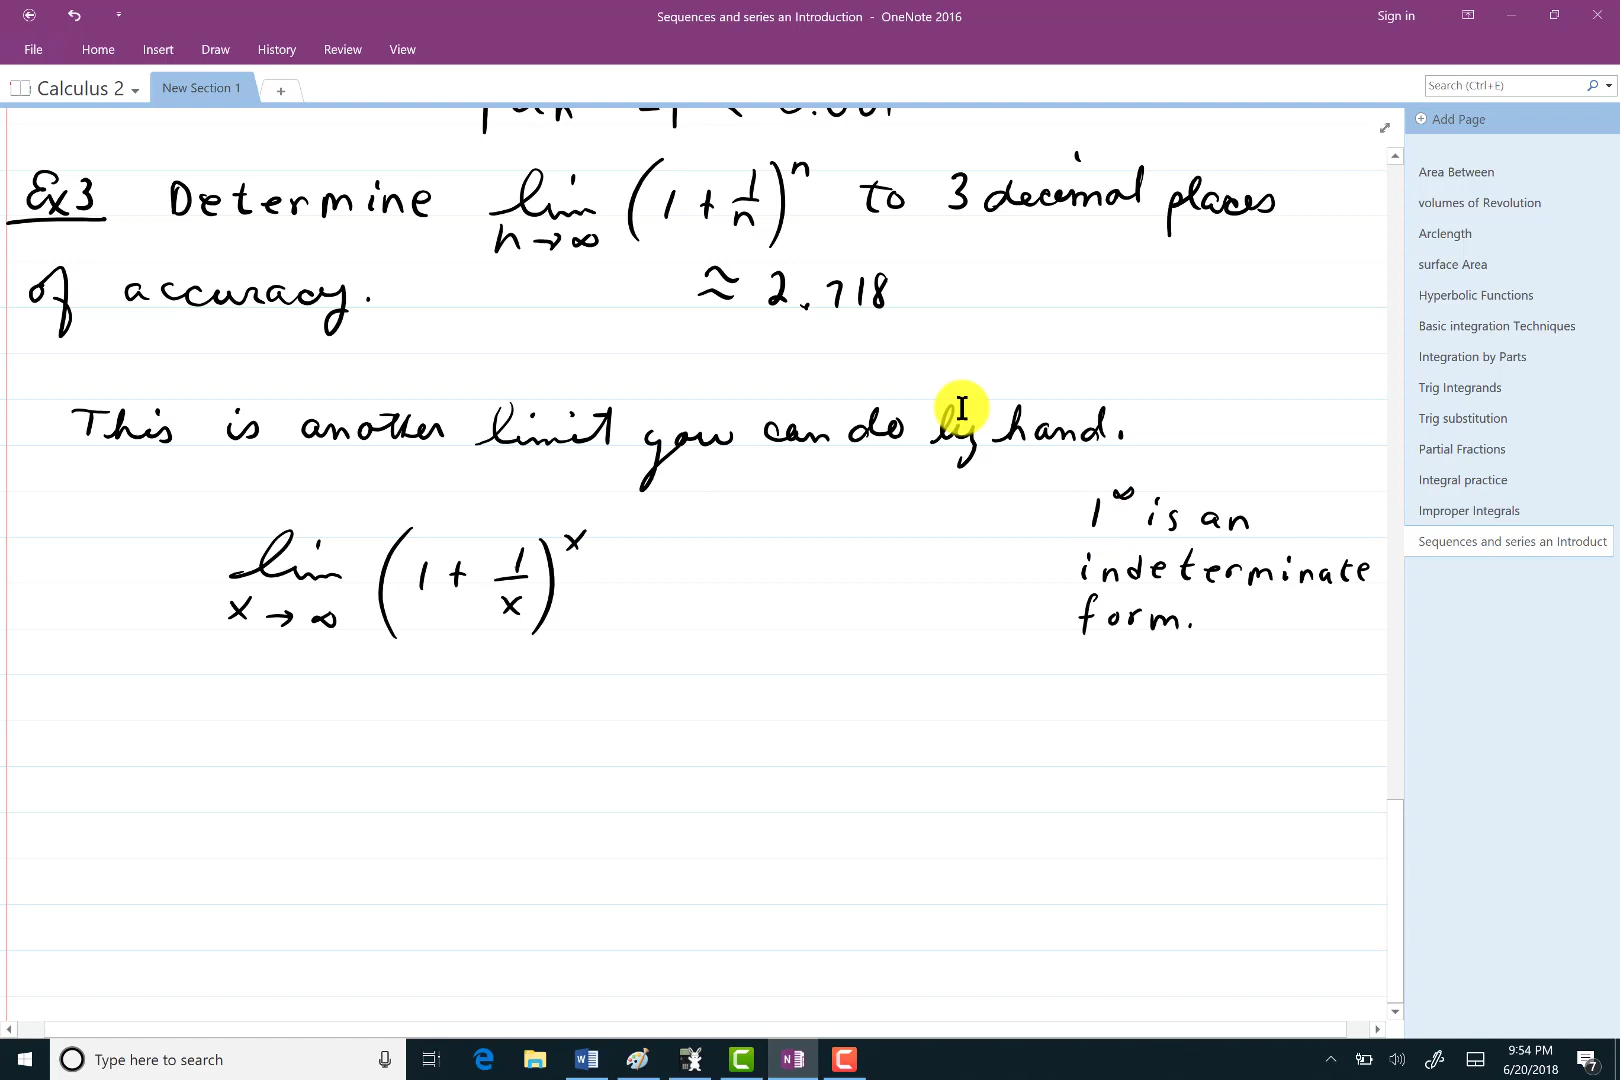 Sequences and series an Introduction - OneNote 2016
Sign in
File Home Insert Draw History Review View
Calculus 2
New Section 1
Search (Ctrl+E)
Add Page
Ex3 Determine lim n→∞ (1 + 1/n)^n to 3 decimal places
of accuracy. ≈ 2.718
This is another limit you can do by hand.
lim x→∞ (1 + 1/x)^x
1^∞ is an
indeterminate
form.
Area Between
volumes of Revolution
Arclength
surface Area
Hyperbolic Functions
Basic integration Techniques
Integration by Parts
Trig Integrands
Trig substitution
Partial Fractions
Integral practice
Improper Integrals
Sequences and series an Introduct
Type here to search
9:54 PM
6/20/2018
7